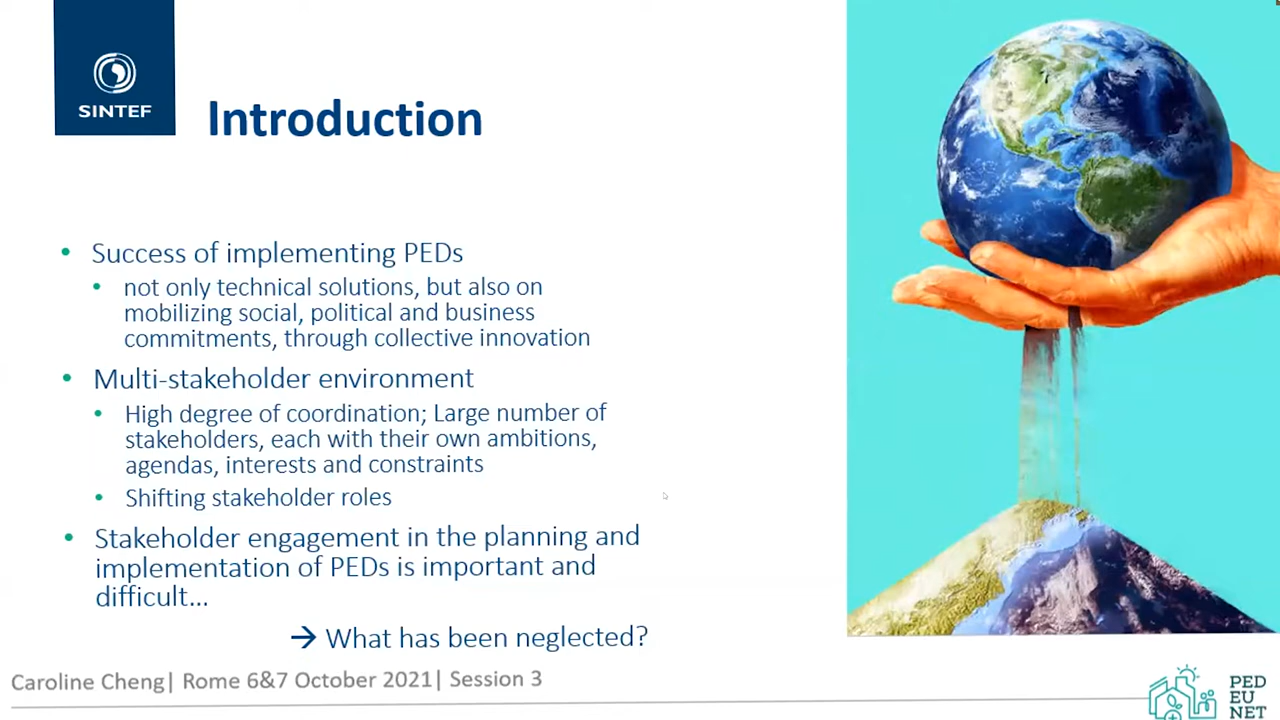 SINTEF
Introduction
• Success of implementing PEDs
• not only technical solutions, but also on
mobilizing social, political and business
commitments, through collective innovation
• Multi-stakeholder environment
• High degree of coordination; Large number of
stakeholders, each with their own ambitions,
agendas, interests and constraints
• Shifting stakeholder roles
• Stakeholder engagement in the planning and
implementation of PEDs is important and
difficult...
→ What has been neglected?
Caroline Cheng| Rome 6&7 October 2021| Session 3
PED
EU
NET